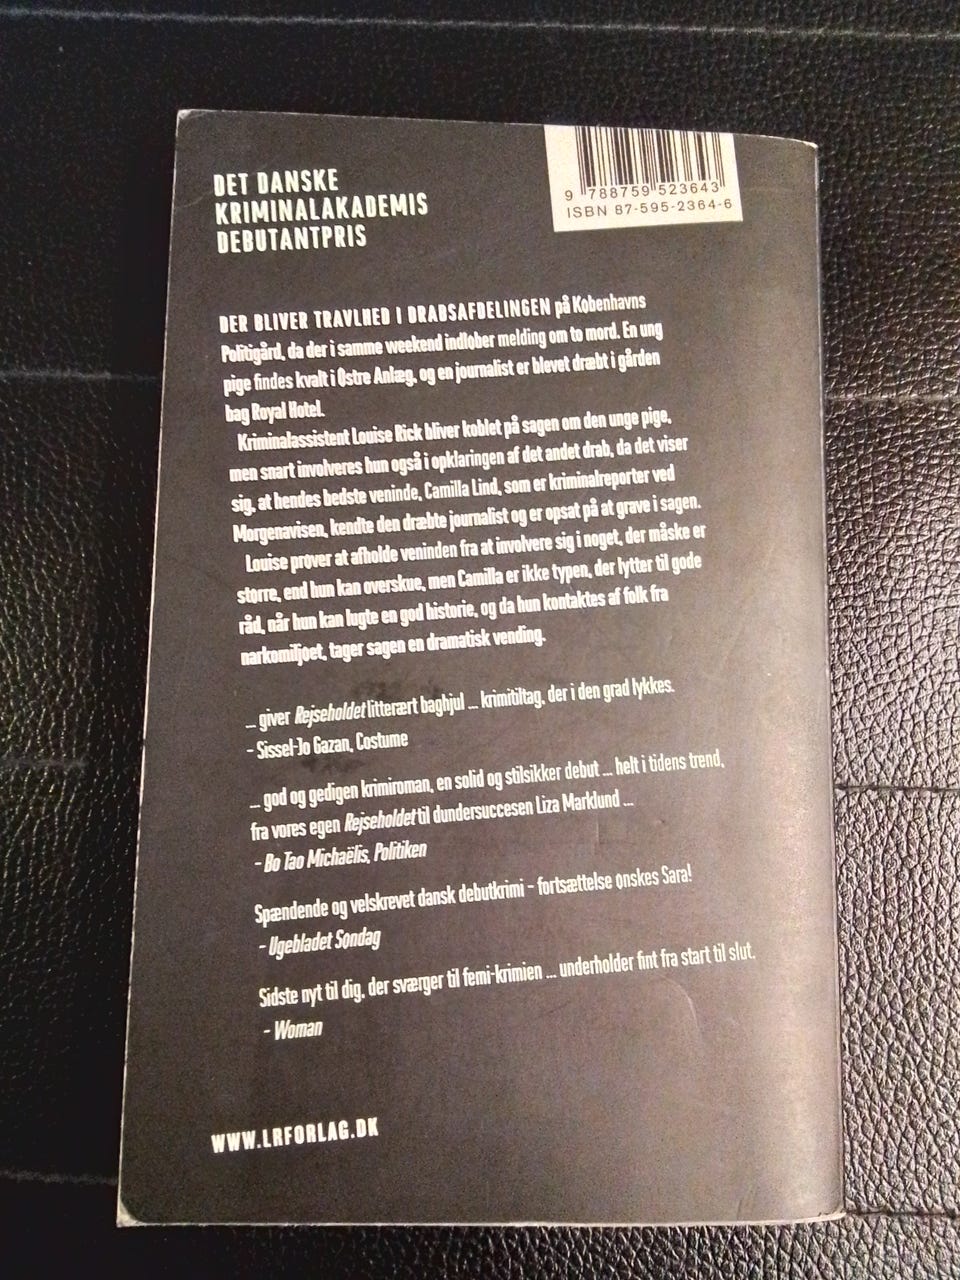 DET DANSKE
KRIMINALAKADEMIS
DEBUTANTPRIS
9 788759 523643
ISBN 87-595-2364-6
DER BLIVER TRAVLHED I DRABSAFDELINGEN på Københavns
Politigård, da der i samme weekend indløber melding om to mord. En ung
pige findes kvalt i Østre Anlæg, og en journalist er blevet dræbt i gården
bag Royal Hotel.
Kriminalassistent Louise Rick bliver koblet på sagen om den unge pige,
men snart involveres hun også i opklaringen af det andet drab, da det viser
sig, at hendes bedste veninde, Camilla Lind, som er kriminalreporter ved
Morgenavisen, kendte den dræbte journalist og er opsat på at grave i sagen.
Louise prøver at afholde veninden fra at involvere sig i noget, der måske er
større, end hun kan overskue, men Camilla er ikke typen, der lytter til gode
råd, når hun kan lugte en god historie, og da hun kontaktes af folk fra
narkomiljøet, tager sagen en dramatisk vending.
... giver Rejseholdet litterært baghjul ... krimitiltag, der i den grad lykkes.
- Sissel-Jo Gazan, Costume
... god og gedigen krimiroman, en solid og stilsikker debut ... helt i tidens trend,
fra vores egen Rejseholdet til dundersuccesen Liza Marklund ...
- Bo Tao Michaëlis, Politiken
Spændende og velskrevet dansk debutkrimi - fortsættelse ønskes Sara!
- Ugebladet Søndag
Sidste nyt til dig, der sværger til femi-krimien ... underholder fint fra start til slut.
- Woman
WWW.LRFORLAG.DK